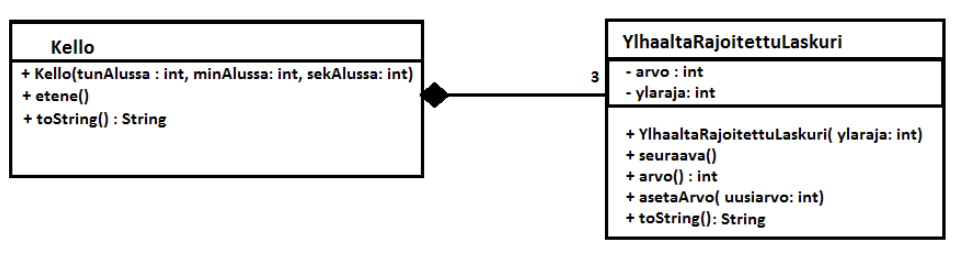 Kello
+ Kello(tunAlussa : int, minAlussa: int, sekAlussa: int)
+ etene()
+ toString() : String
3
YlhaaltaRajoitettuLaskuri
- arvo : int
- ylaraja: int
+ YlhaaltaRajoitettuLaskuri( ylaraja: int)
+ seuraava()
+ arvo() : int
+ asetaArvo( uusiarvo: int)
+ toString(): String